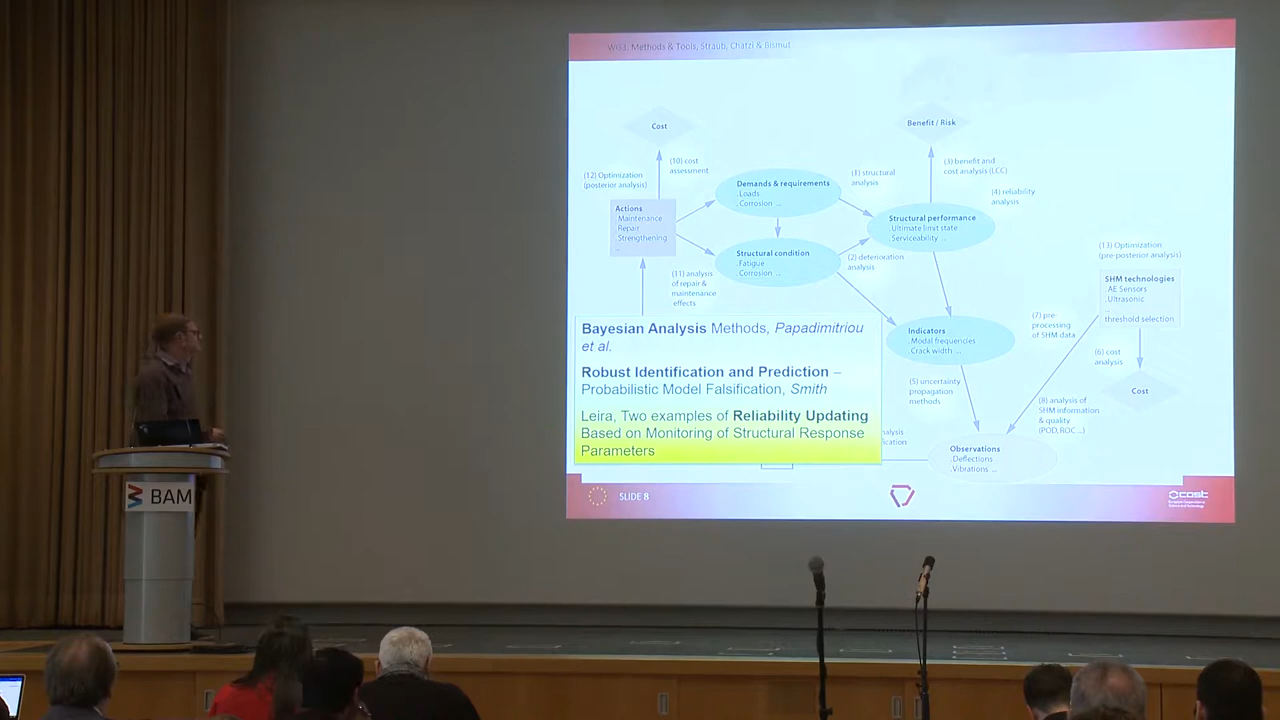 WG3: Methods & Tools, Straub, Chatzi & Bismut
Cost
Benefit / Risk
(10) cost
assessment
(3) benefit and
cost analysis (LCC)
(12) Optimization
(posterior analysis)
(1) structural
analysis
Demands & requirements
. Loads
. Corrosion ...
(4) reliability
analysis
Actions
. Maintenance
. Repair
. Strengthening
...
Structural performance
. Ultimate limit state
. Serviceability ...
Structural condition
. Fatigue
. Corrosion ...
(2) deterioration
analysis
(11) analysis
of repair &
maintenance
effects
(13) Optimization
(pre-posterior analysis)
SHM technologies
. AE Sensors
. Ultrasonic
...
threshold selection
(7) pre-
processing
of SHM data
Indicators
. Modal frequencies
. Crack width ...
(6) cost
analysis
Cost
(5) uncertainty
propagation
methods
(8) analysis of
SHM information
& quality
(POD, ROC ...)
Observations
. Deflections
. Vibrations ...
Bayesian Analysis Methods, Papadimitriou
et al.
Robust Identification and Prediction –
Probabilistic Model Falsification, Smith
Leira, Two examples of Reliability Updating
Based on Monitoring of Structural Response
Parameters
SLIDE 8
cost
BAM